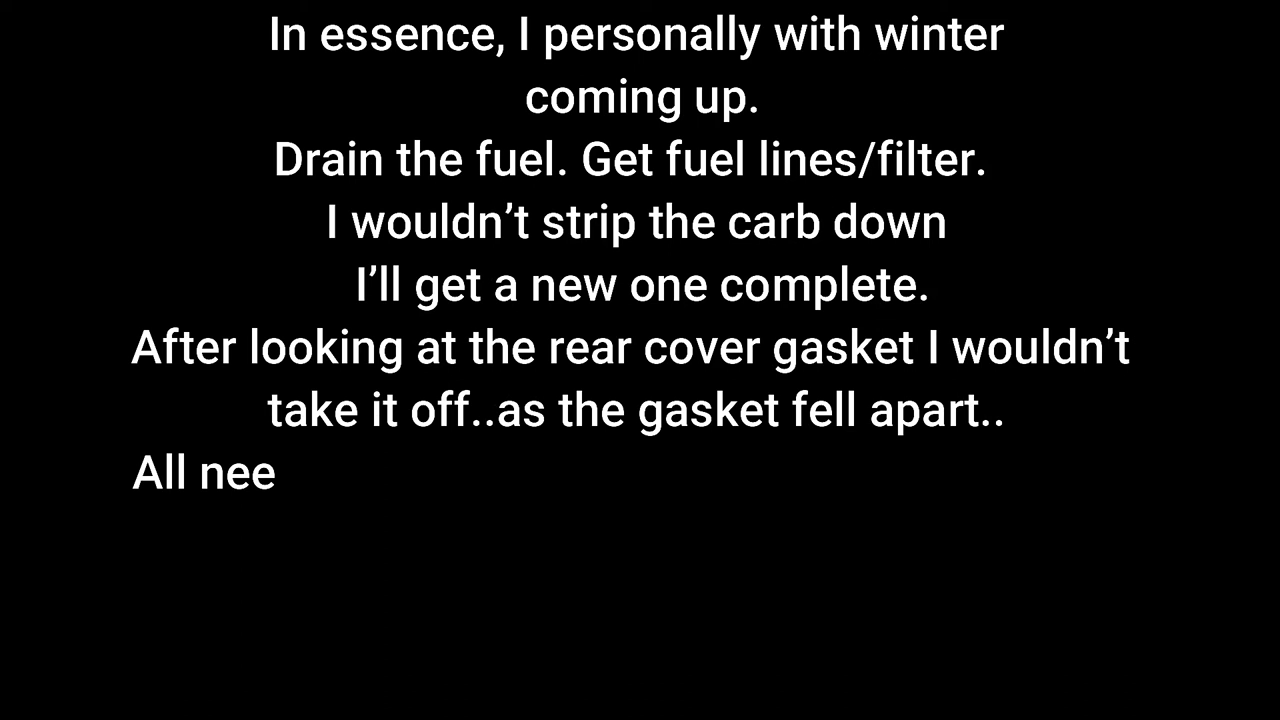 In essence, I personally with winter
coming up.
Drain the fuel. Get fuel lines/filter.
I wouldn’t strip the carb down
I’ll get a new one complete.
After looking at the rear cover gasket I wouldn’t
take it off..as the gasket fell apart..
All nee